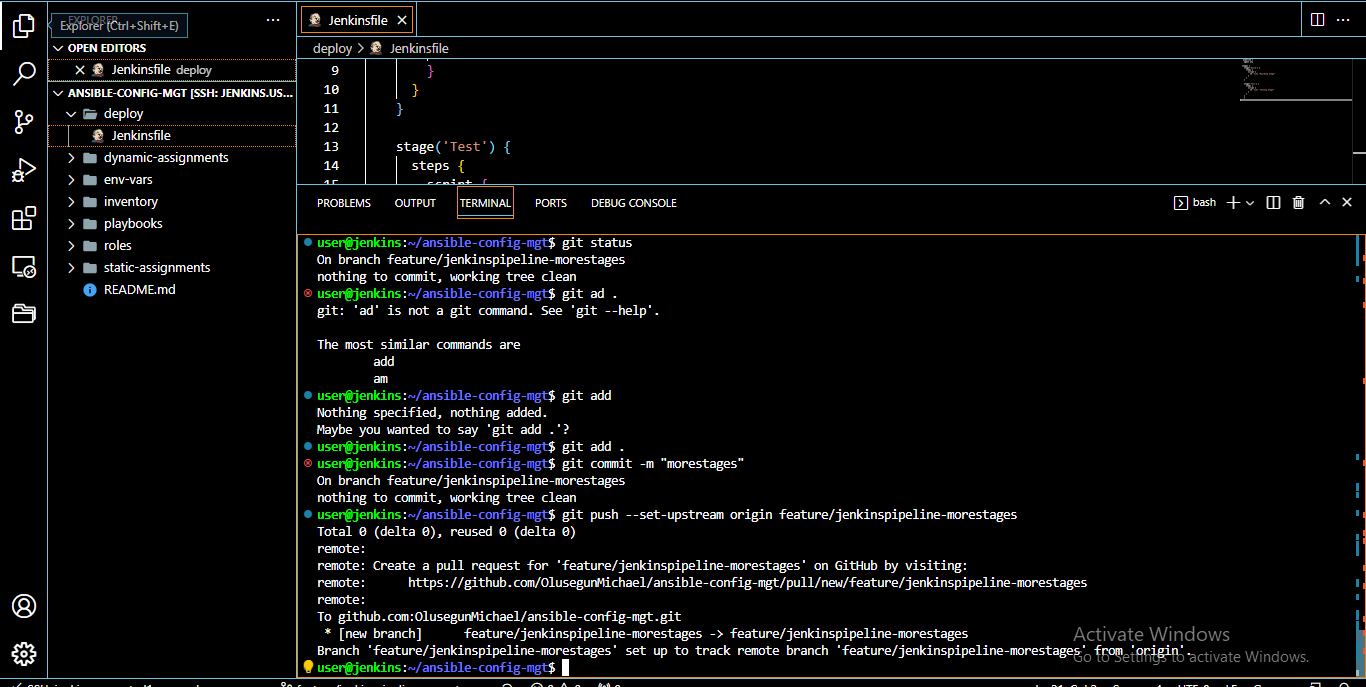 EXPLORER
Explorer (Ctrl+Shift+E)
OPEN EDITORS
Jenkinsfile deploy
ANSIBLE-CONFIG-MGT [SSH: JENKINS.US...
deploy
Jenkinsfile
dynamic-assignments
env-vars
inventory
playbooks
roles
static-assignments
README.md
Jenkinsfile
deploy > Jenkinsfile
9 }
10 }
11 }
12
13 stage('Test') {
14 steps {
15 script {
PROBLEMS OUTPUT TERMINAL PORTS DEBUG CONSOLE
bash
user@jenkins:~/ansible-config-mgt$ git status
On branch feature/jenkinspipeline-morestages
nothing to commit, working tree clean
user@jenkins:~/ansible-config-mgt$ git ad .
git: 'ad' is not a git command. See 'git --help'.
The most similar commands are
add
am
user@jenkins:~/ansible-config-mgt$ git add
Nothing specified, nothing added.
Maybe you wanted to say 'git add .'?
user@jenkins:~/ansible-config-mgt$ git add .
user@jenkins:~/ansible-config-mgt$ git commit -m "morestages"
On branch feature/jenkinspipeline-morestages
nothing to commit, working tree clean
user@jenkins:~/ansible-config-mgt$ git push --set-upstream origin feature/jenkinspipeline-morestages
Total 0 (delta 0), reused 0 (delta 0)
remote:
remote: Create a pull request for 'feature/jenkinspipeline-morestages' on GitHub by visiting:
remote: https://github.com/OlusegunMichael/ansible-config-mgt/pull/new/feature/jenkinspipeline-morestages
remote:
To github.com:OlusegunMichael/ansible-config-mgt.git
* [new branch] feature/jenkinspipeline-morestages -> feature/jenkinspipeline-morestages
Branch 'feature/jenkinspipeline-morestages' set up to track remote branch 'feature/jenkinspipeline-morestages' from 'origin'.
user@jenkins:~/ansible-config-mgt$
Activate Windows
Go to Settings to activate Windows.